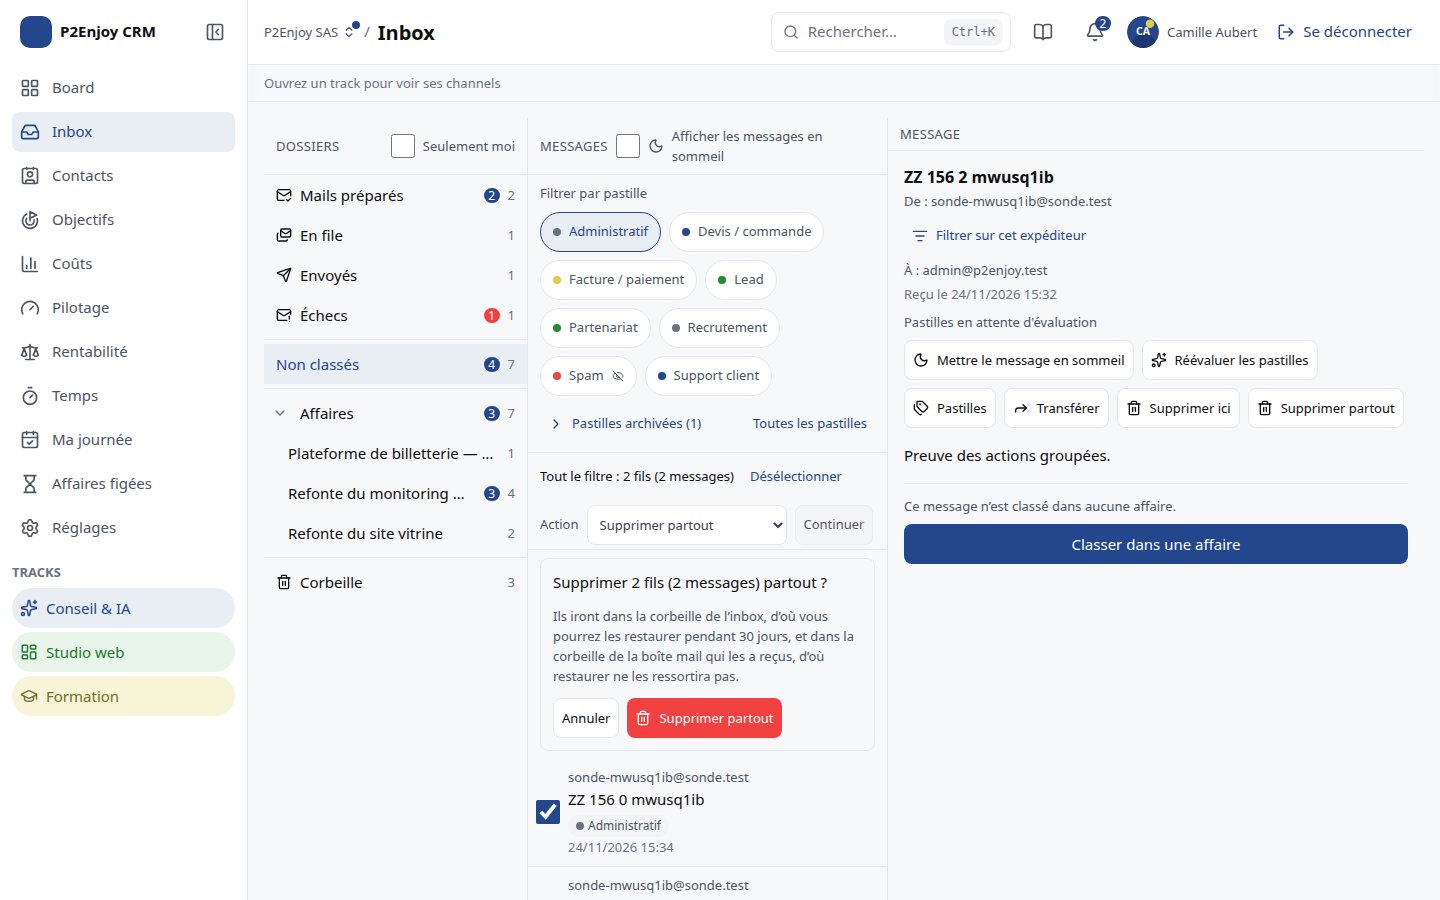 P2Enjoy CRM
Board
Inbox
Contacts
Objectifs
Coûts
Pilotage
Rentabilité
Temps
Ma journée
Affaires figées
Réglages
TRACKS
Conseil & IA
Studio web
Formation
P2Enjoy SAS / Inbox
Rechercher... Ctrl+K
2
CA Camille Aubert
Se déconnecter
Ouvrez un track pour voir ses channels
DOSSIERS Seulement moi
Mails préparés 2 2
En file 1
Envoyés 1
Échecs 1 1
Non classés 4 7
Affaires 3 7
Plateforme de billetterie — ... 1
Refonte du monitoring ... 3 4
Refonte du site vitrine 2
Corbeille 3
MESSAGES Afficher les messages en
sommeil
Filtrer par pastille
Administratif Devis / commande
Facture / paiement Lead
Partenariat Recrutement
Spam Support client
Pastilles archivées (1) Toutes les pastilles
Tout le filtre : 2 fils (2 messages) Désélectionner
Action Supprimer partout Continuer
Supprimer 2 fils (2 messages) partout ?
Ils iront dans la corbeille de l’inbox, d’où vous
pourrez les restaurer pendant 30 jours, et dans la
corbeille de la boîte mail qui les a reçus, d’où
restaurer ne les ressortira pas.
Annuler Supprimer partout
sonde-mwusq1ib@sonde.test
ZZ 156 0 mwusq1ib
Administratif
24/11/2026 15:34
sonde-mwusq1ib@sonde.test
MESSAGE
ZZ 156 2 mwusq1ib
De : sonde-mwusq1ib@sonde.test
Filtrer sur cet expéditeur
À : admin@p2enjoy.test
Reçu le 24/11/2026 15:32
Pastilles en attente d'évaluation
Mettre le message en sommeil Réévaluer les pastilles
Pastilles Transférer Supprimer ici Supprimer partout
Preuve des actions groupées.
Ce message n’est classé dans aucune affaire.
Classer dans une affaire